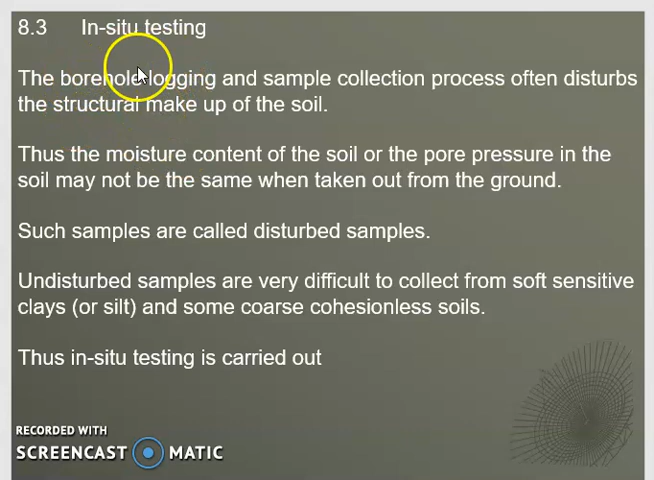 8.3 In-situ testing
The borehole logging and sample collection process often disturbs
the structural make up of the soil.
Thus the moisture content of the soil or the pore pressure in the
soil may not be the same when taken out from the ground.
Such samples are called disturbed samples.
Undisturbed samples are very difficult to collect from soft sensitive
clays (or silt) and some coarse cohesionless soils.
Thus in-situ testing is carried out
RECORDED WITH
SCREENCAST MATIC